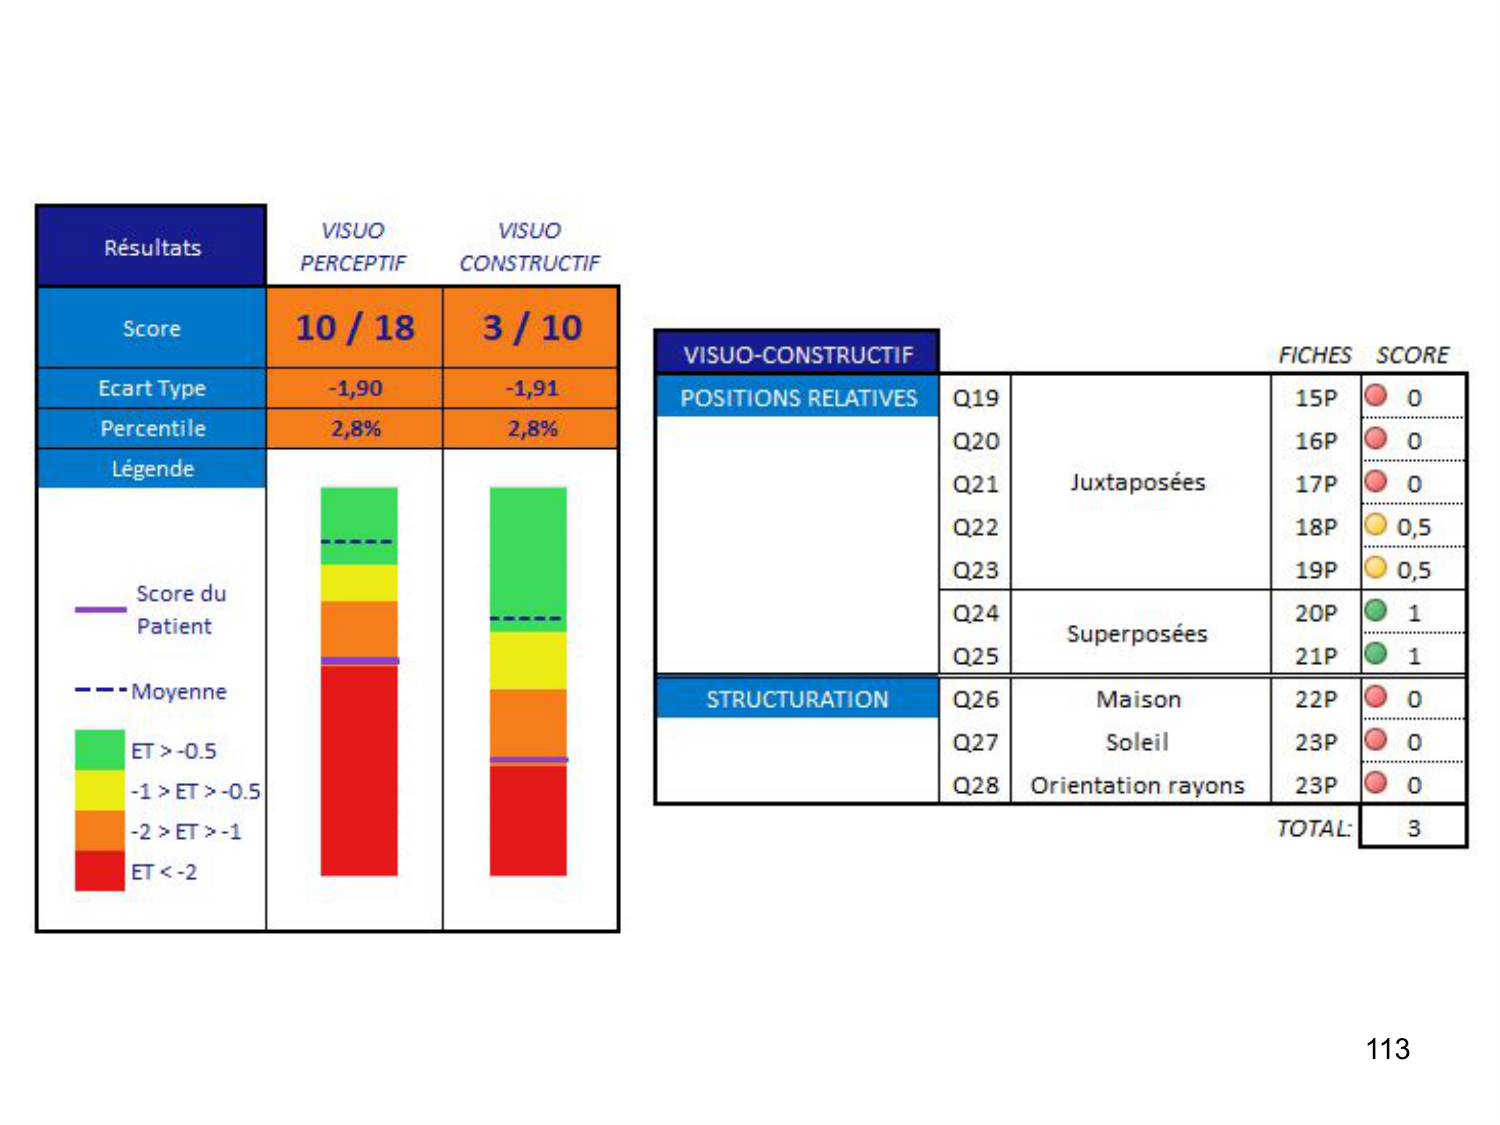 Résultats
VISUO PERCEPTIF
VISUO CONSTRUCTIF
Score 10 / 18 3 / 10
Ecart Type -1,90 -1,91
Percentile 2,8% 2,8%
Légende
Score du
Patient
Moyenne
ET > -0.5
-1 > ET > -0.5
-2 > ET > -1
ET < -2
VISUO-CONSTRUCTIF FICHES SCORE
POSITIONS RELATIVES Q19 15P 0
Q20 16P 0
Q21 Juxtaposées 17P 0
Q22 18P 0,5
Q23 19P 0,5
Q24 20P 1
Superposées
Q25 21P 1
STRUCTURATION Q26 Maison 22P 0
Q27 Soleil 23P 0
Q28 Orientation rayons 23P 0
TOTAL: 3
113